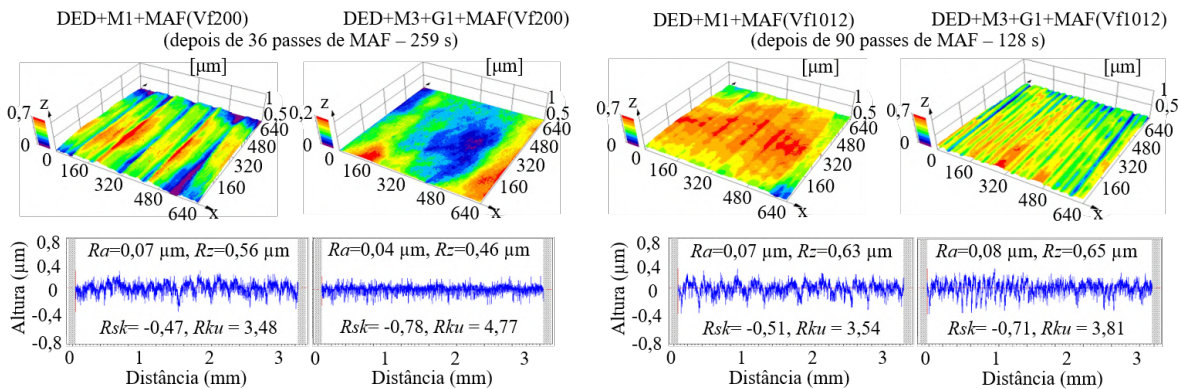 DED+M1+MAF(Vf200) DED+M3+G1+MAF(Vf200)
(depois de 36 passes de MAF – 259 s)
DED+M1+MAF(Vf1012) DED+M3+G1+MAF(Vf1012)
(depois de 90 passes de MAF – 128 s)
[µm]
0,7 z
0
1
0,5
640
480
320
160
0
160
320
480
640
x
[µm]
0,2 z
0
1
0,5
640
480
320
160
0
160
320
480
640
x
[µm]
0,7 z
0
1
0,5
640
480
320
160
0
160
320
480
640
x
[µm]
0,7 z
0
1
0,5
640
480
320
160
0
160
320
480
640
x
Altura (µm)
0,8
0,4
0
-0,4
-0,8
Ra=0,07 µm, Rz=0,56 µm
Rsk= -0,47, Rku = 3,48
0 1 2 3
Distância (mm)
Ra=0,04 µm, Rz=0,46 µm
Rsk= -0,78, Rku = 4,77
0 1 2 3
Distância (mm)
Altura (µm)
0,8
0,4
0
-0,4
-0,8
Ra=0,07 µm, Rz=0,63 µm
Rsk= -0,51, Rku = 3,54
0 1 2 3
Distância (mm)
Ra=0,08 µm, Rz=0,65 µm
Rsk= -0,71, Rku = 3,81
0 1 2 3
Distância (mm)